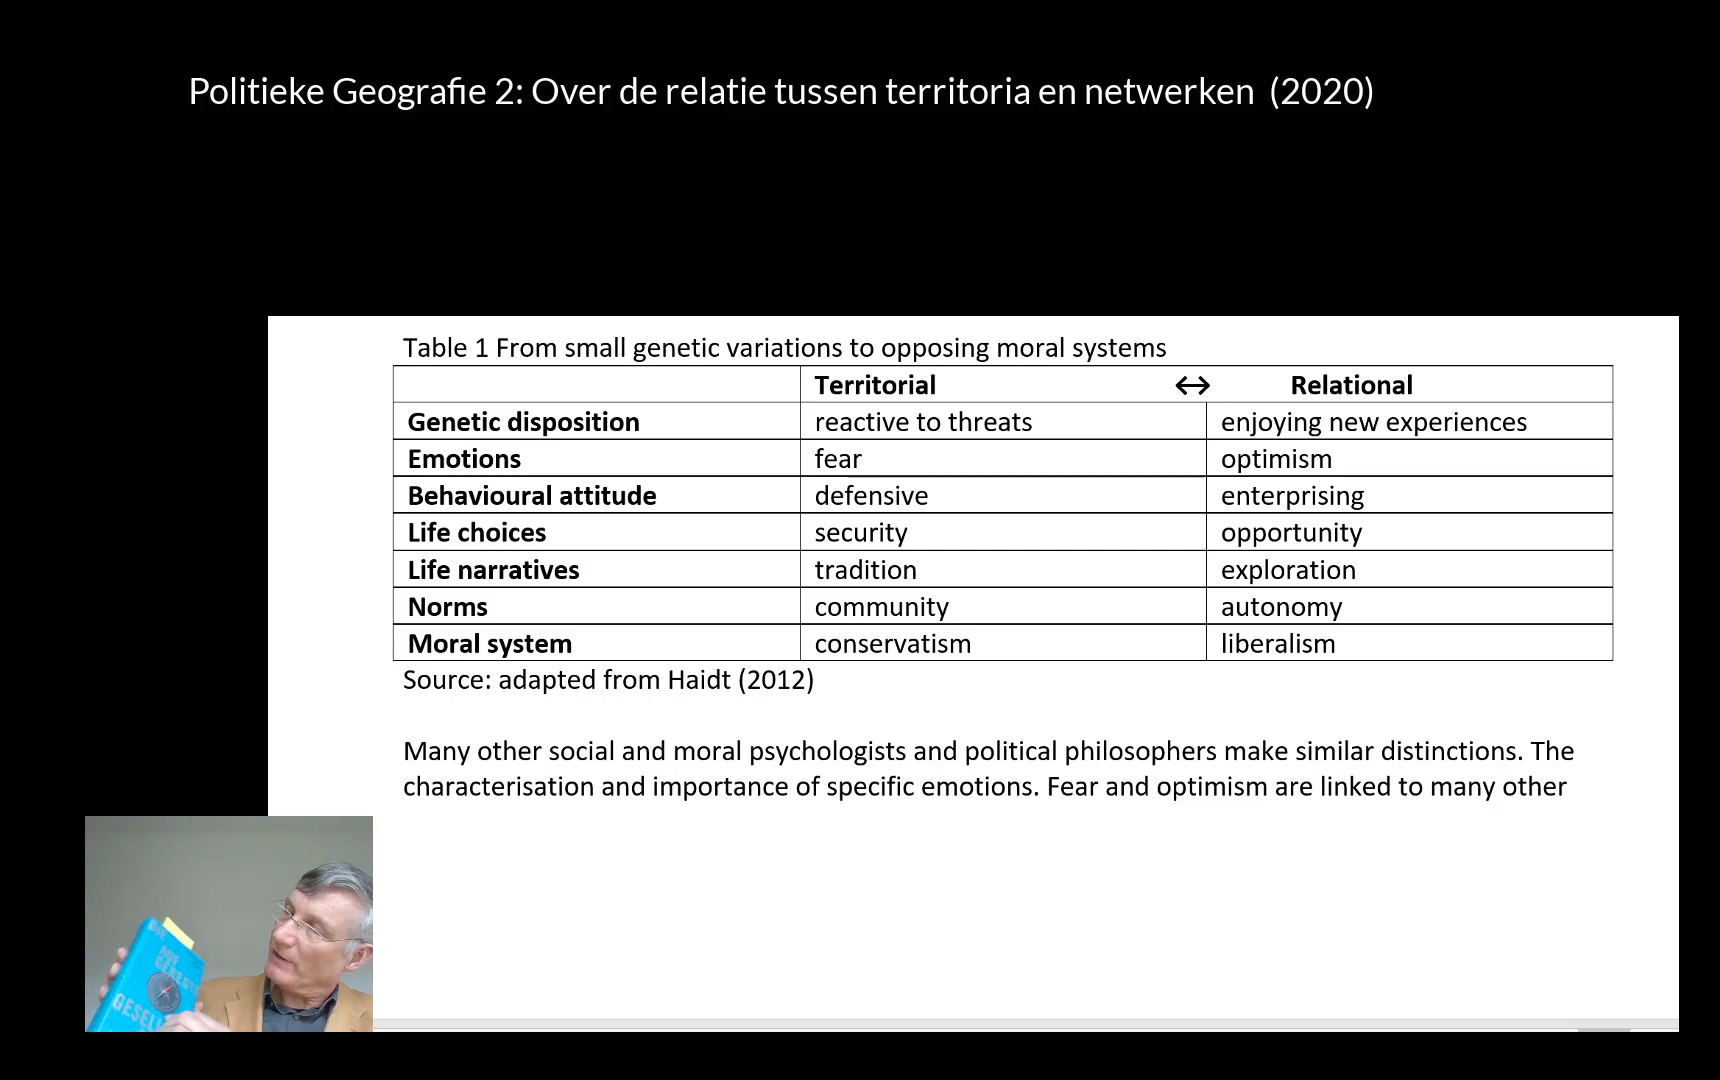 Politieke Geografie 2: Over de relatie tussen territoria en netwerken (2020)
Table 1 From small genetic variations to opposing moral systems
Territorial ↔ Relational
Genetic disposition reactive to threats enjoying new experiences
Emotions fear optimism
Behavioural attitude defensive enterprising
Life choices security opportunity
Life narratives tradition exploration
Norms community autonomy
Moral system conservatism liberalism
Source: adapted from Haidt (2012)
Many other social and moral psychologists and political philosophers make similar distinctions. The
characterisation and importance of specific emotions. Fear and optimism are linked to many other
DIE